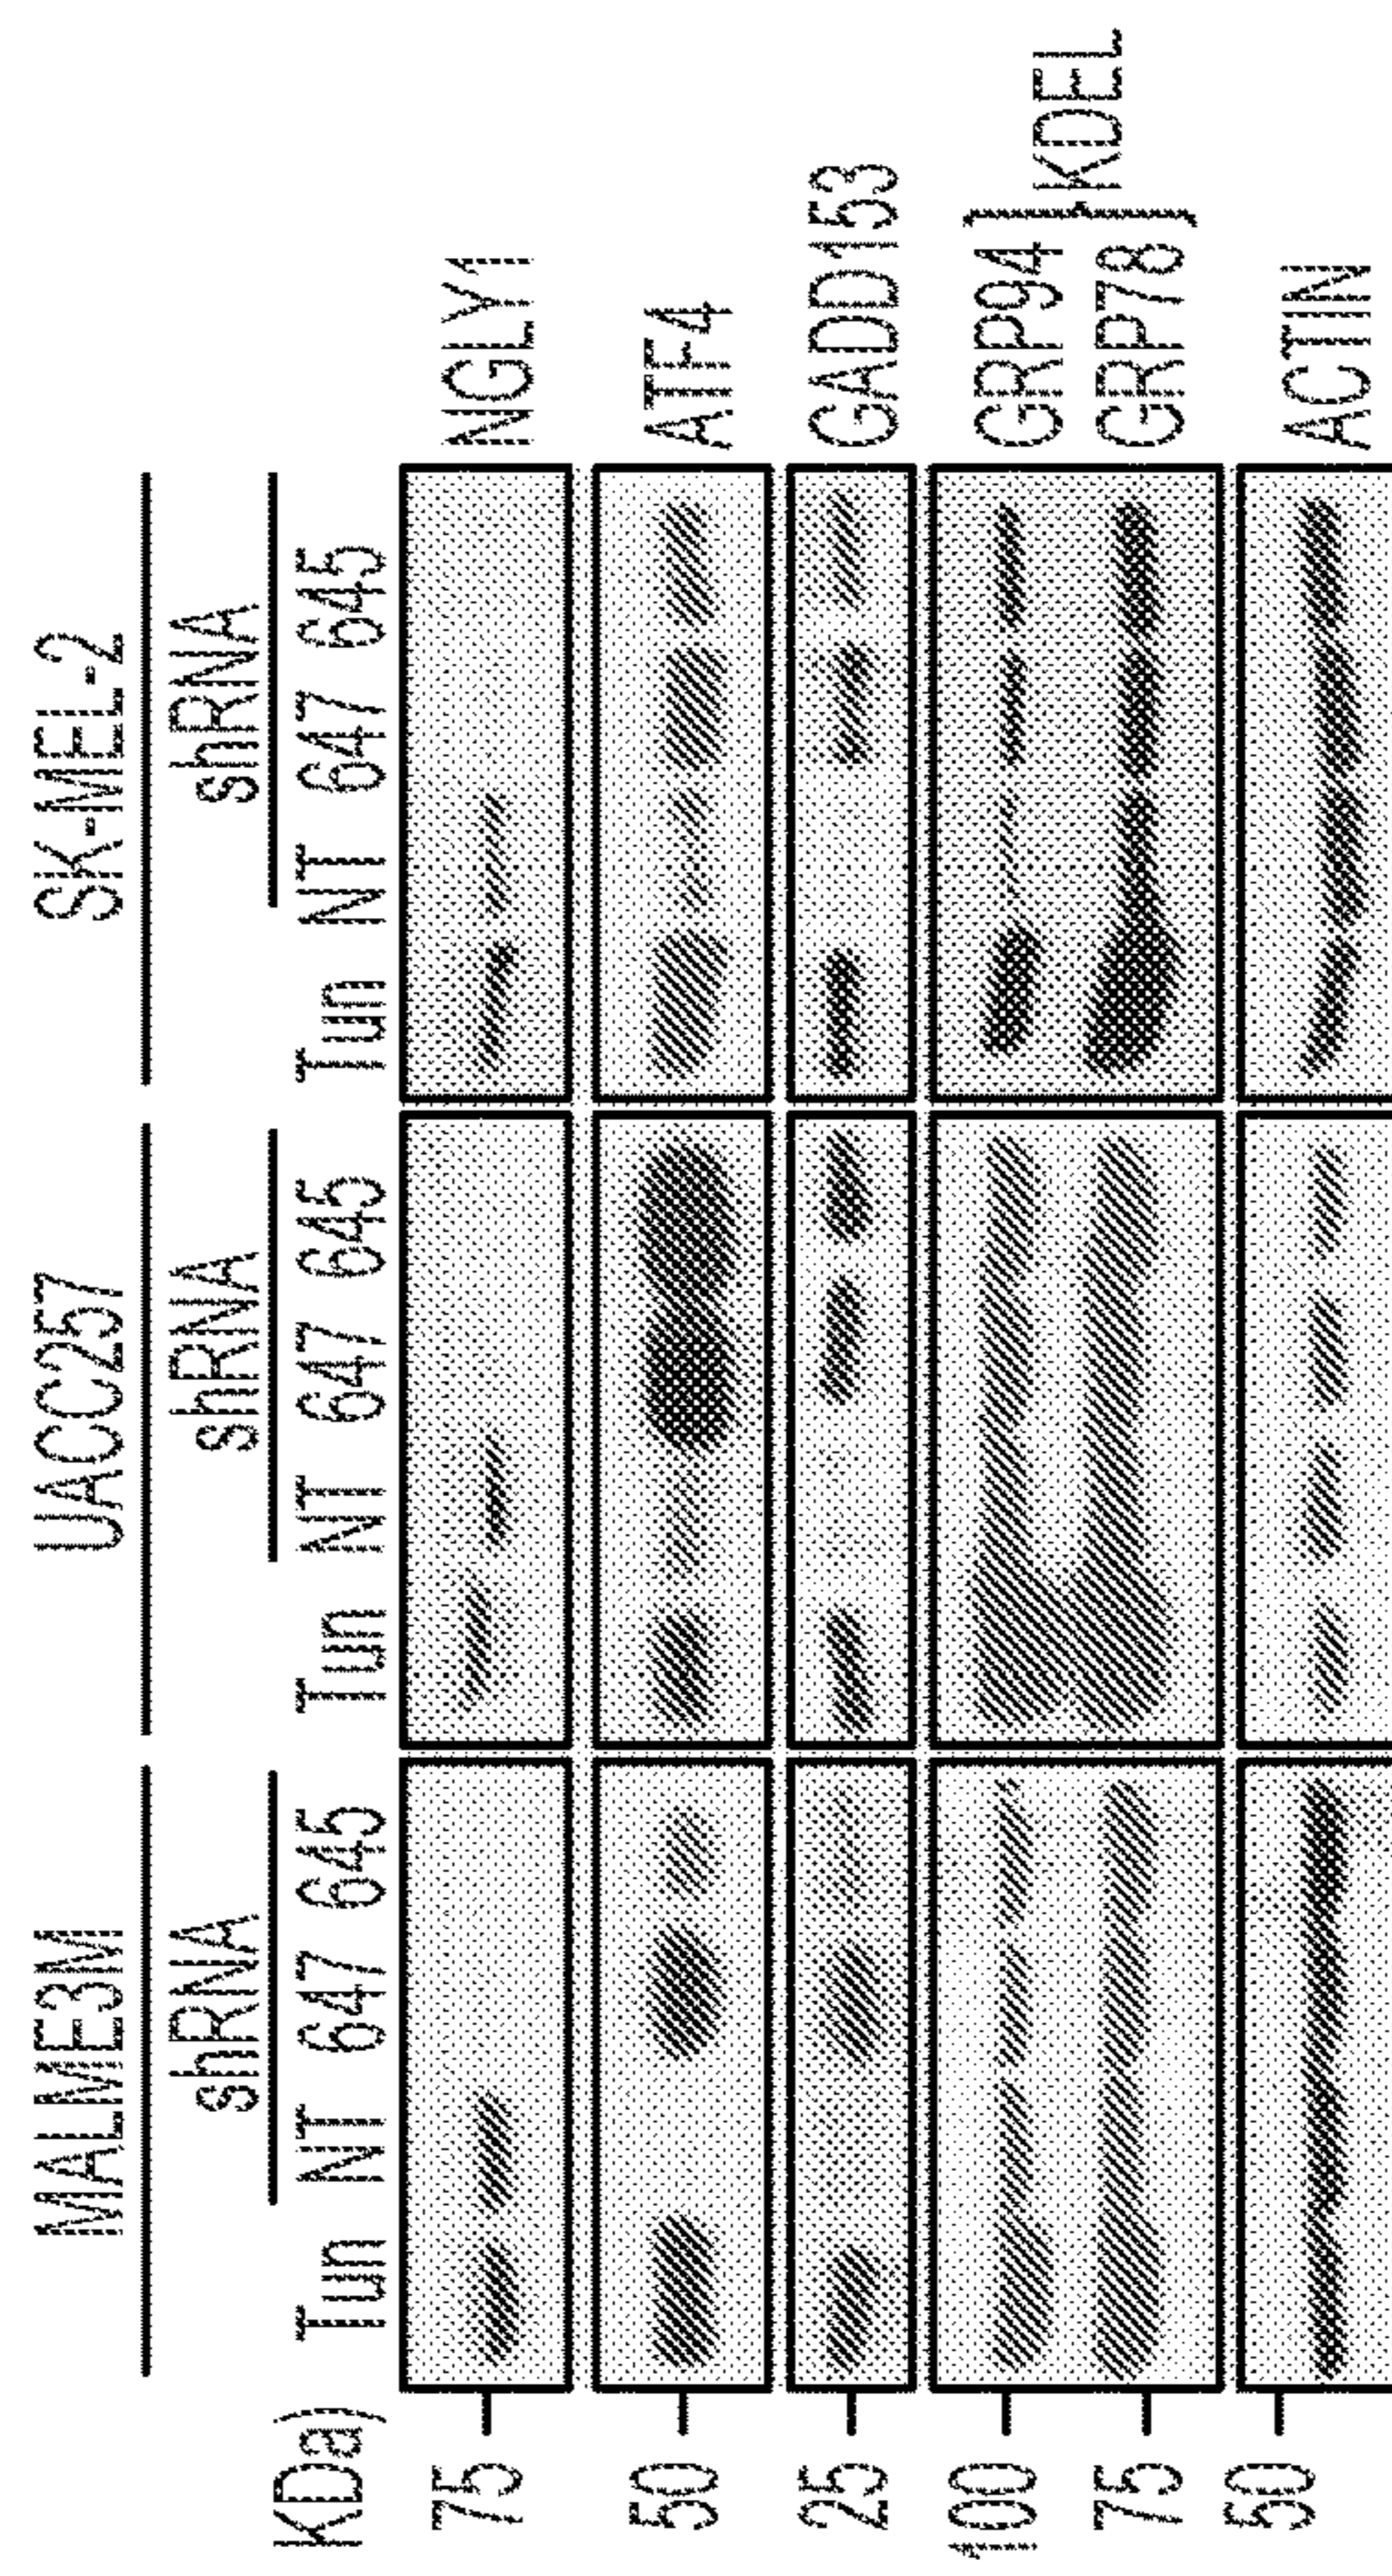 MALME3M UACC257 SK-MEL-2
shRNA shRNA shRNA
KDa) Tun NT 647 645 Tun NT 647 645 Tun NT 647 645
75 NGLY1
50 ATF4
25 GADD153
100 GRP94
75 GRP78
}KDEL
50 ACTIN